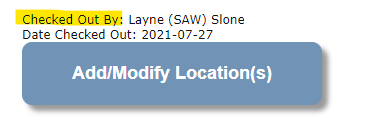 Checked Out By: Layne (SAW) Slone
Date Checked Out: 2021-07-27
Add/Modify Location(s)